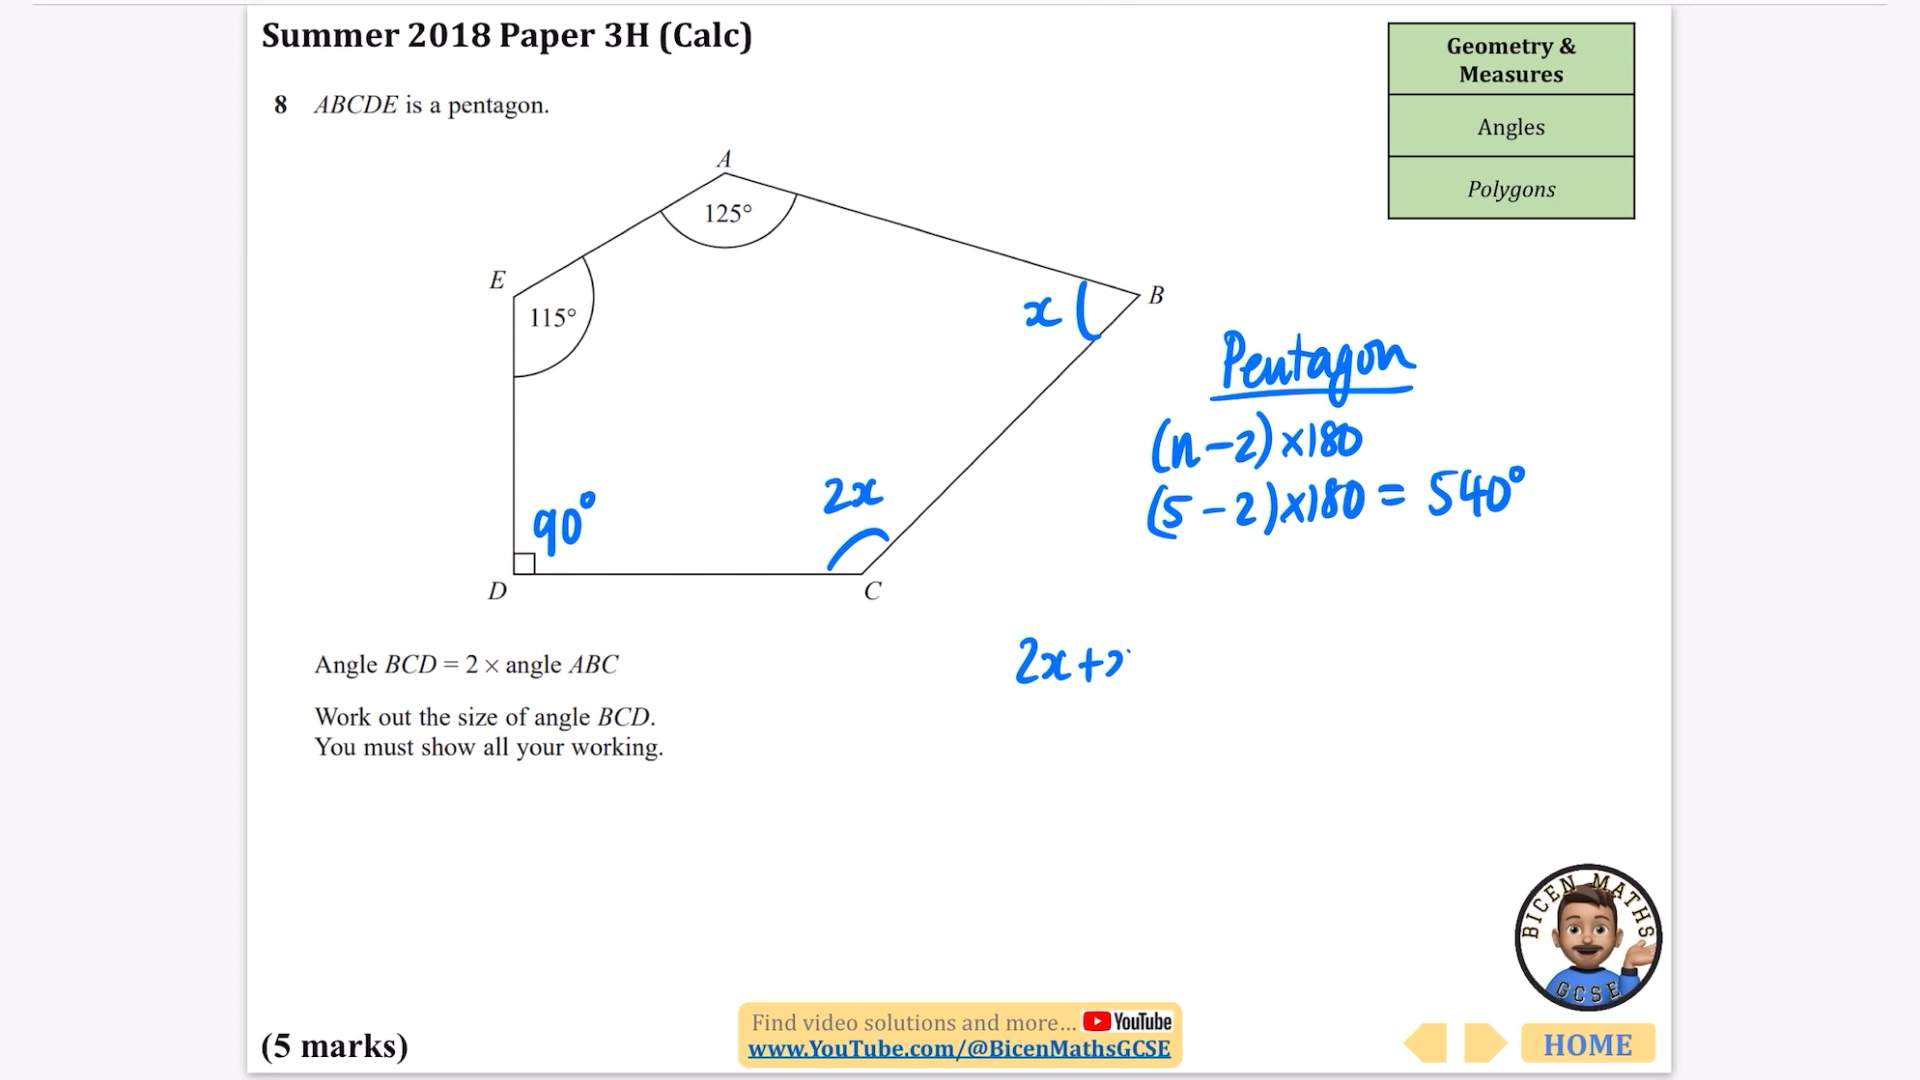 Summer 2018 Paper 3H (Calc)
Geometry &
Measures
Angles
Polygons
8 ABCDE is a pentagon.
A
125°
E
115°
B
x
Pentagon
(n-2)×180
(5-2)×180 = 540°
2x
90°
D
C
Angle BCD = 2 × angle ABC
2x+
Work out the size of angle BCD.
You must show all your working.
BICEN MATHS
GCSE
(5 marks)
Find video solutions and more... YouTube
www.YouTube.com/@BicenMathsGCSE
HOME